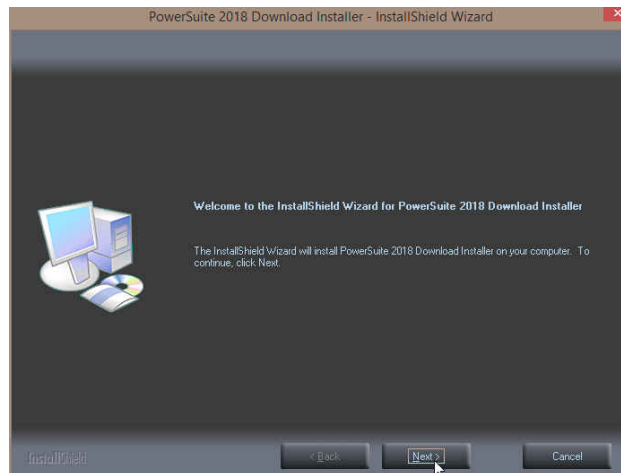 PowerSuite 2018 Download Installer - InstallShield Wizard
Welcome to the InstallShield Wizard for PowerSuite 2018 Download Installer
The InstallShield Wizard will install PowerSuite 2018 Download Installer on your computer. To
continue, click Next.
InstallShield
< Back
Next >
Cancel